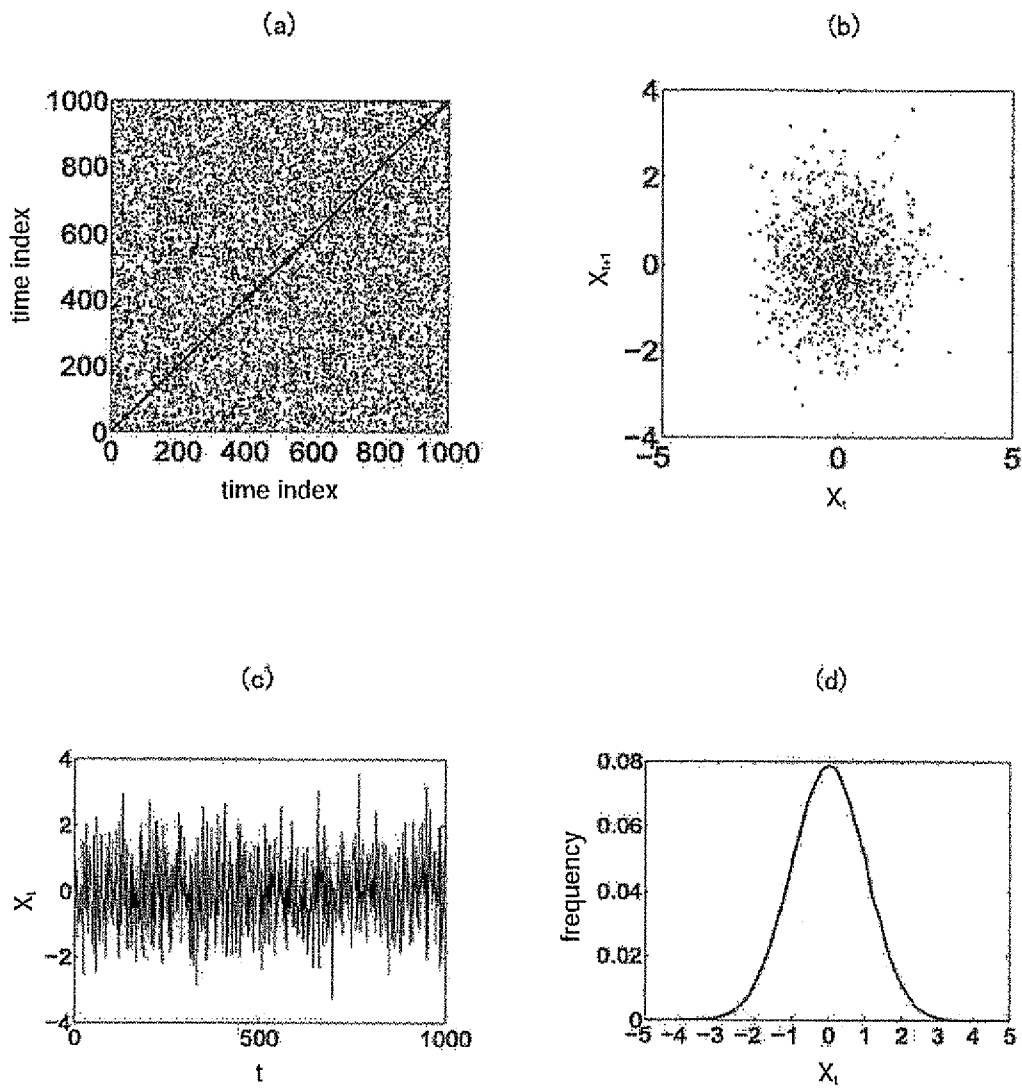 (a)
1000
800
600
400
200
0
time index
0 200 400 600 800 1000
time index
(b)
4
2
0
−2
−4
X_{t+1}
−5 0 5
X_t
(c)
4
2
0
−2
−4
X_t
0 500 1000
t
(d)
0.08
0.06
0.04
0.02
0
frequency
−5 −4 −3 −2 −1 0 1 2 3 4 5
X_t